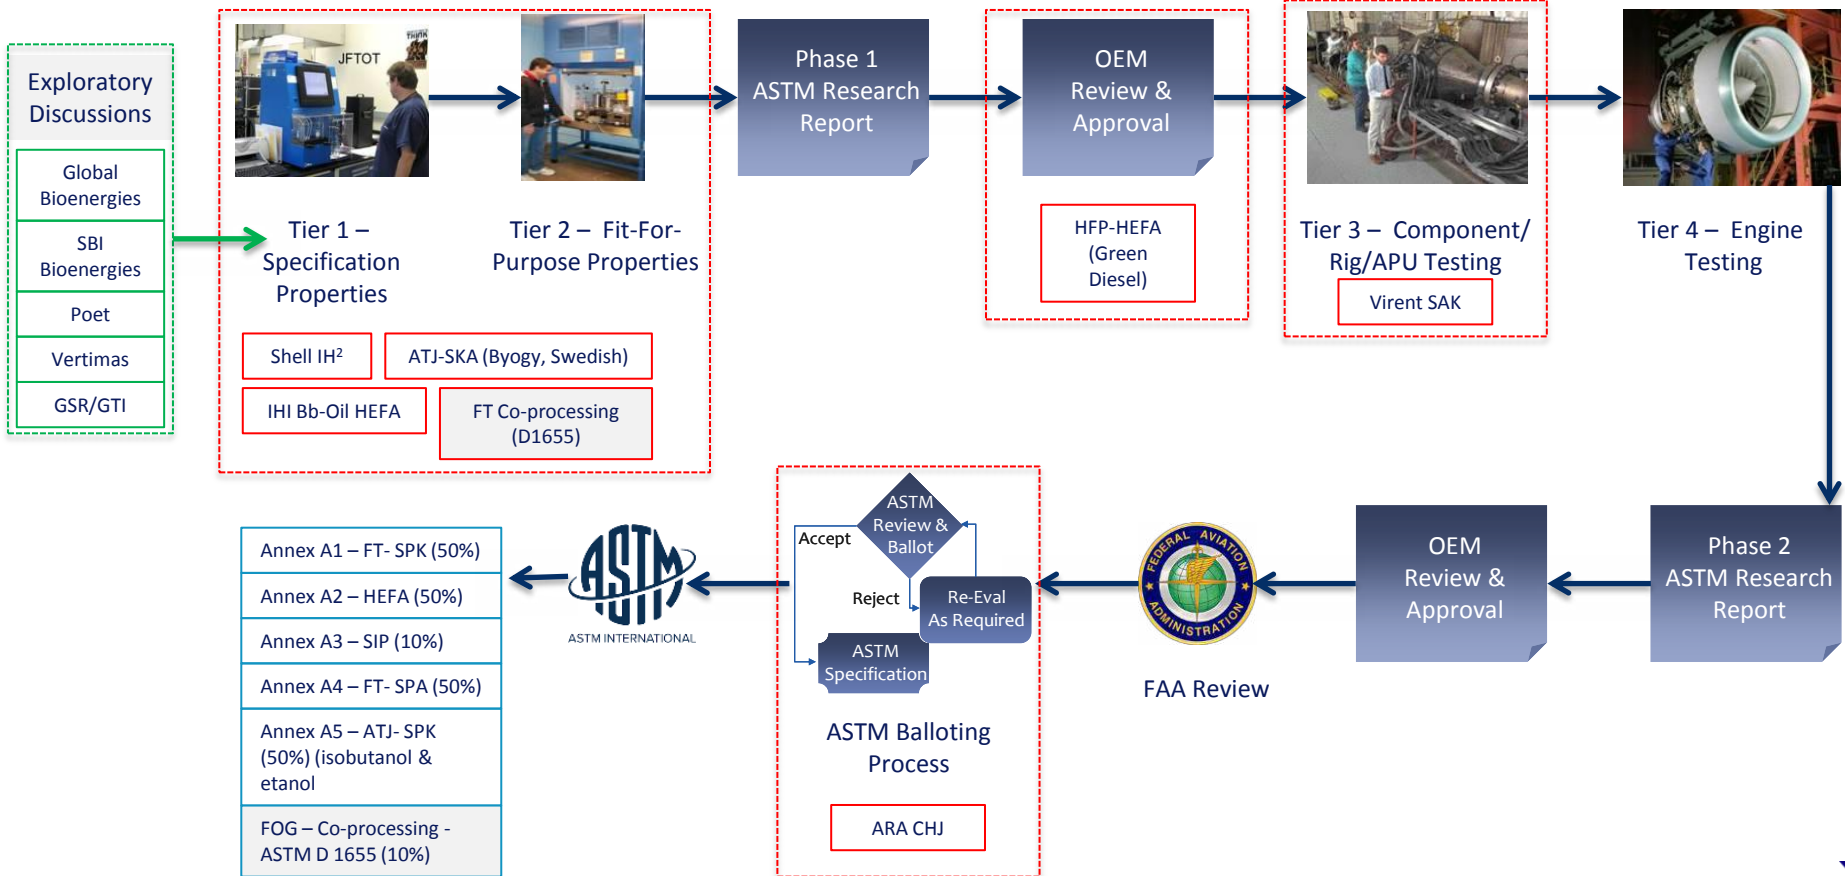 Exploratory
Discussions
Global
Bioenergies
SBI
Bioenergies
Poet
Vertimas
GSR/GTI
JFTOT
THINK
Tier 1 –
Specification
Properties
Tier 2 – Fit-For-
Purpose Properties
Shell IH²
ATJ-SKA (Byogy, Swedish)
IHI Bb-Oil HEFA
FT Co-processing
(D1655)
Phase 1
ASTM Research
Report
OEM
Review &
Approval
HFP-HEFA
(Green
Diesel)
Tier 3 – Component/
Rig/APU Testing
Virent SAK
Tier 4 – Engine
Testing
Phase 2
ASTM Research
Report
OEM
Review &
Approval
FEDERAL AVIATION
ADMINISTRATION
FAA Review
ASTM
Review &
Ballot
Accept
Reject
Re-Eval
As Required
ASTM
Specification
ASTM Balloting
Process
ARA CHJ
ASTM
ASTM INTERNATIONAL
Annex A1 – FT- SPK (50%)
Annex A2 – HEFA (50%)
Annex A3 – SIP (10%)
Annex A4 – FT- SPA (50%)
Annex A5 – ATJ- SPK
(50%) (isobutanol &
etanol
FOG – Co-processing -
ASTM D 1655 (10%)